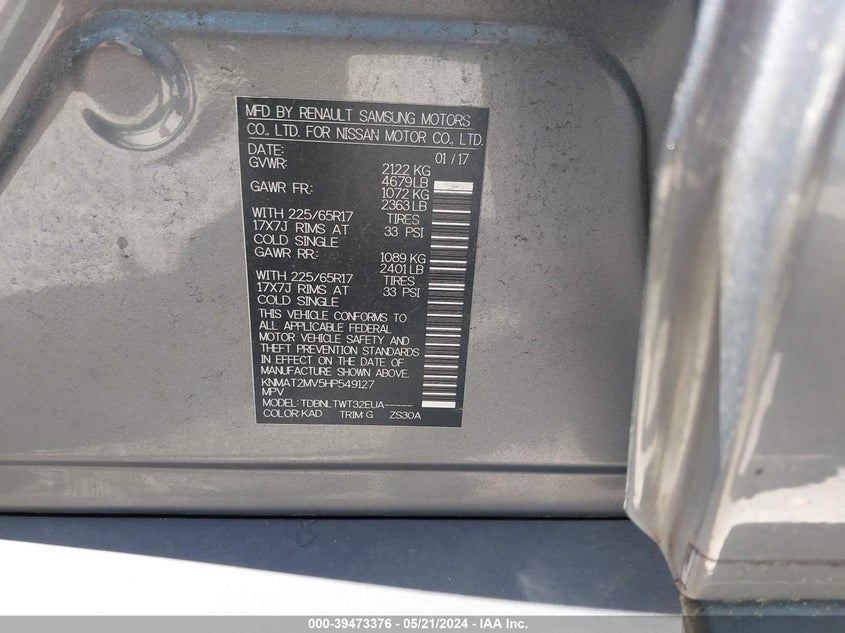 MFD BY RENAULT SAMSUNG MOTORS
CO., LTD. FOR NISSAN MOTOR CO., LTD.
DATE: 01/17
GVWR: 2122 KG
4679LB
GAWR FR: 1072 KG
2363 LB
WITH 225/65R17 TIRES
17X7J RIMS AT 33 PSI
COLD SINGLE
GAWR RR: 1089 KG
2401LB
WITH 225/65R17 TIRES
17X7J RIMS AT 33 PSI
COLD SINGLE
THIS VEHICLE CONFORMS TO
ALL APPLICABLE FEDERAL
MOTOR VEHICLE SAFETY AND
THEFT PREVENTION STANDARDS
IN EFFECT ON THE DATE OF
MANUFACTURE SHOWN ABOVE.
KNMAT2MV5HP549127
MPV
MODEL: TDBNLTWT32EUA-----
COLOR: KAD TRIM: G ZS30A
000-39473376 - 05/21/2024 - IAA Inc.